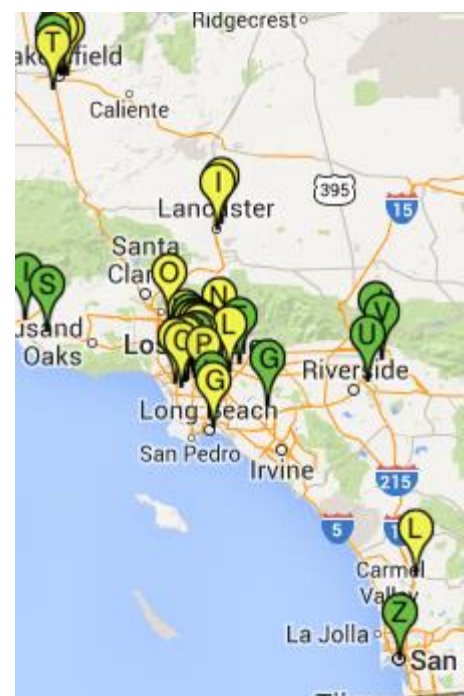 Ridgecrest
T
field
Caliente
I
395
15
Lancaster
Santa
O
S
N
L
V
U
Oaks
P
G
Riverside
G
Long Beach
San Pedro
Irvine
215
5
L
Carmel
Valley
Z
La Jolla
San